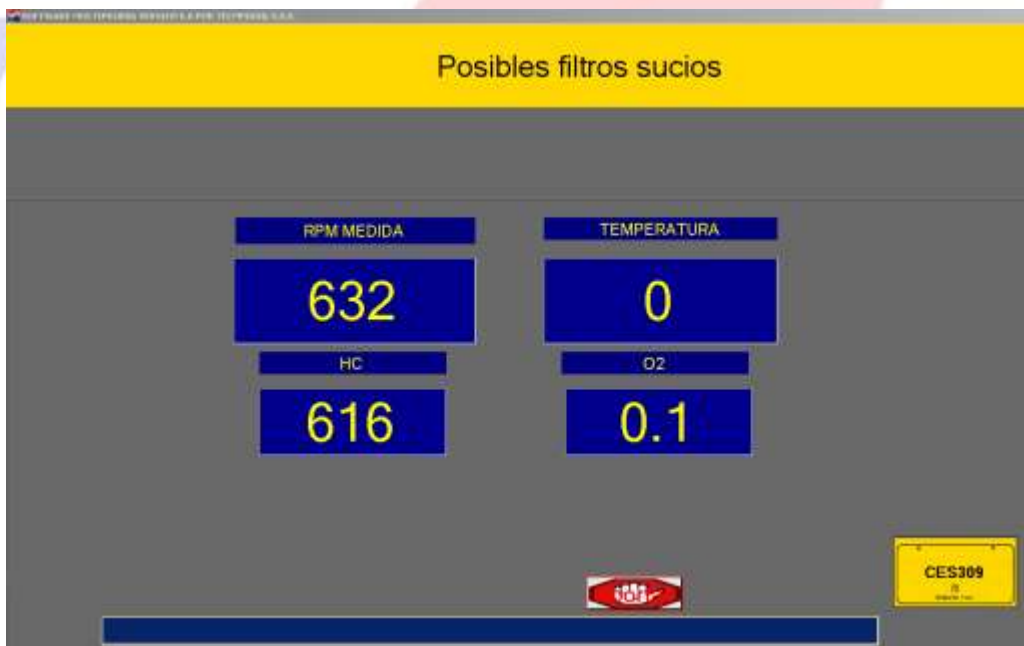 Posibles filtros sucios
RPM MEDIDA
TEMPERATURA
632
0
HC
O2
616
0.1
CES309